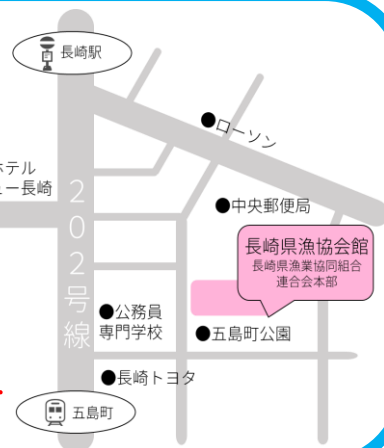 長崎駅
ローソン
ホテル
ュー長崎
中央郵便局
202号線
長崎県漁協会館
長崎県漁業協同組合
連合会本部
公務員
専門学校
五島町公園
長崎トヨタ
五島町